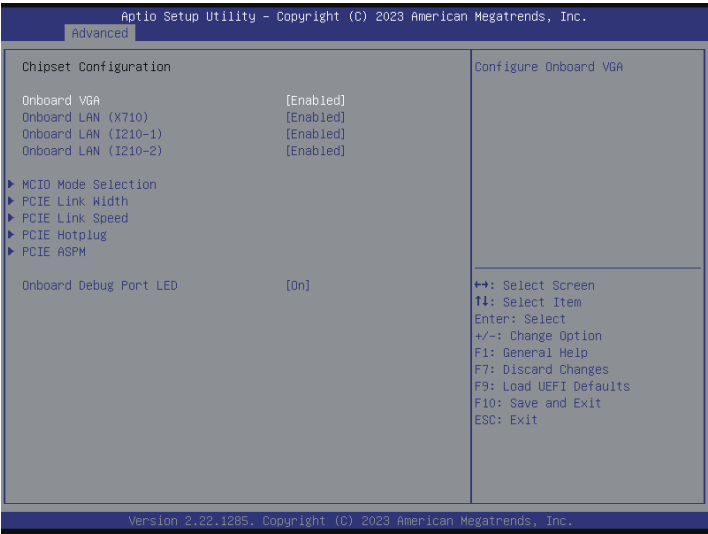 Aptio Setup Utility – Copyright (C) 2023 American Megatrends, Inc.
Advanced
Chipset Configuration
Onboard VGA [Enabled]
Onboard LAN (X710) [Enabled]
Onboard LAN (I210-1) [Enabled]
Onboard LAN (I210-2) [Enabled]
MCIO Mode Selection
PCIE Link Width
PCIE Link Speed
PCIE Hotplug
PCIE ASPM
Onboard Debug Port LED [On]
Configure Onboard VGA
↔: Select Screen
↑↓: Select Item
Enter: Select
+/-: Change Option
F1: General Help
F7: Discard Changes
F9: Load UEFI Defaults
F10: Save and Exit
ESC: Exit
Version 2.22.1285. Copyright (C) 2023 American Megatrends, Inc.